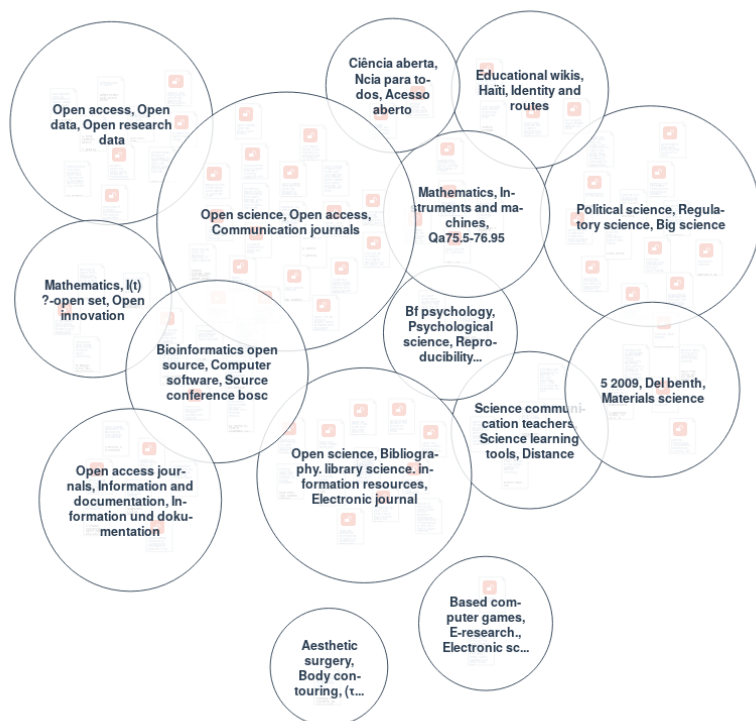 Ciência aberta,
Ncia para to-
dos, Acesso
aberto
Educational wikis,
Haïti, Identity and
routes
Open access, Open
data, Open research
data
Open science, Open access,
Communication journals
Mathematics, In-
struments and ma-
chines,
Qa75.5-76.95
Political science, Regula-
tory science, Big science
Mathematics, I(t)
?-open set, Open
innovation
Bf psychology,
Psychological
science, Repro-
ducibility...
Bioinformatics open
source, Computer
software, Source
conference bosc
5 2009, Del benth,
Materials science
Science communi-
cation teachers,
Science learning
tools, Distance
Open science, Bibliogra-
phy. library science. in-
formation resources,
Electronic journal
Open access jour-
nals, Information and
documentation, In-
formation und doku-
mentation
Based com-
puter games,
E-research.,
Electronic sc...
Aesthetic
surgery,
Body con-
touring, (τ...